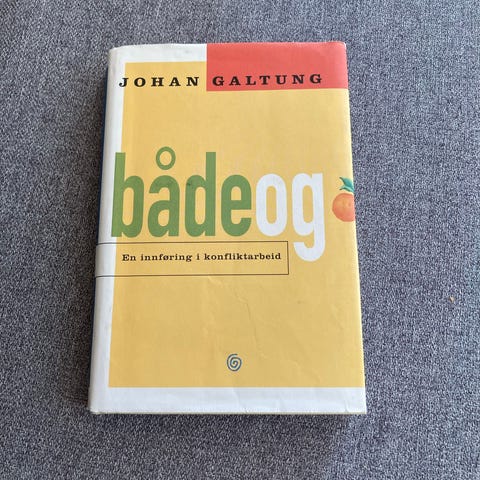 JOHAN GALTUNG
bådeog
En innføring i konfliktarbeid